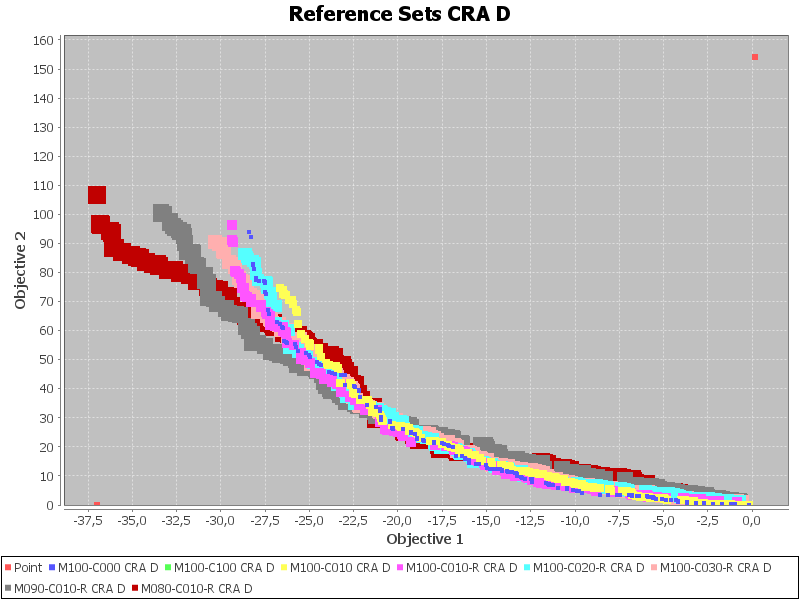 Reference Sets CRA D
160
150
140
130
120
110
100
90
80
70
60
50
40
30
20
10
0
Objective 2
-37,5 -35,0 -32,5 -30,0 -27,5 -25,0 -22,5 -20,0 -17,5 -15,0 -12,5 -10,0 -7,5 -5,0 -2,5 0,0
Objective 1
Point M100-C000 CRA D M100-C100 CRA D M100-C010 CRA D M100-C010-R CRA D M100-C020-R CRA D M100-C030-R CRA D
M090-C010-R CRA D M080-C010-R CRA D